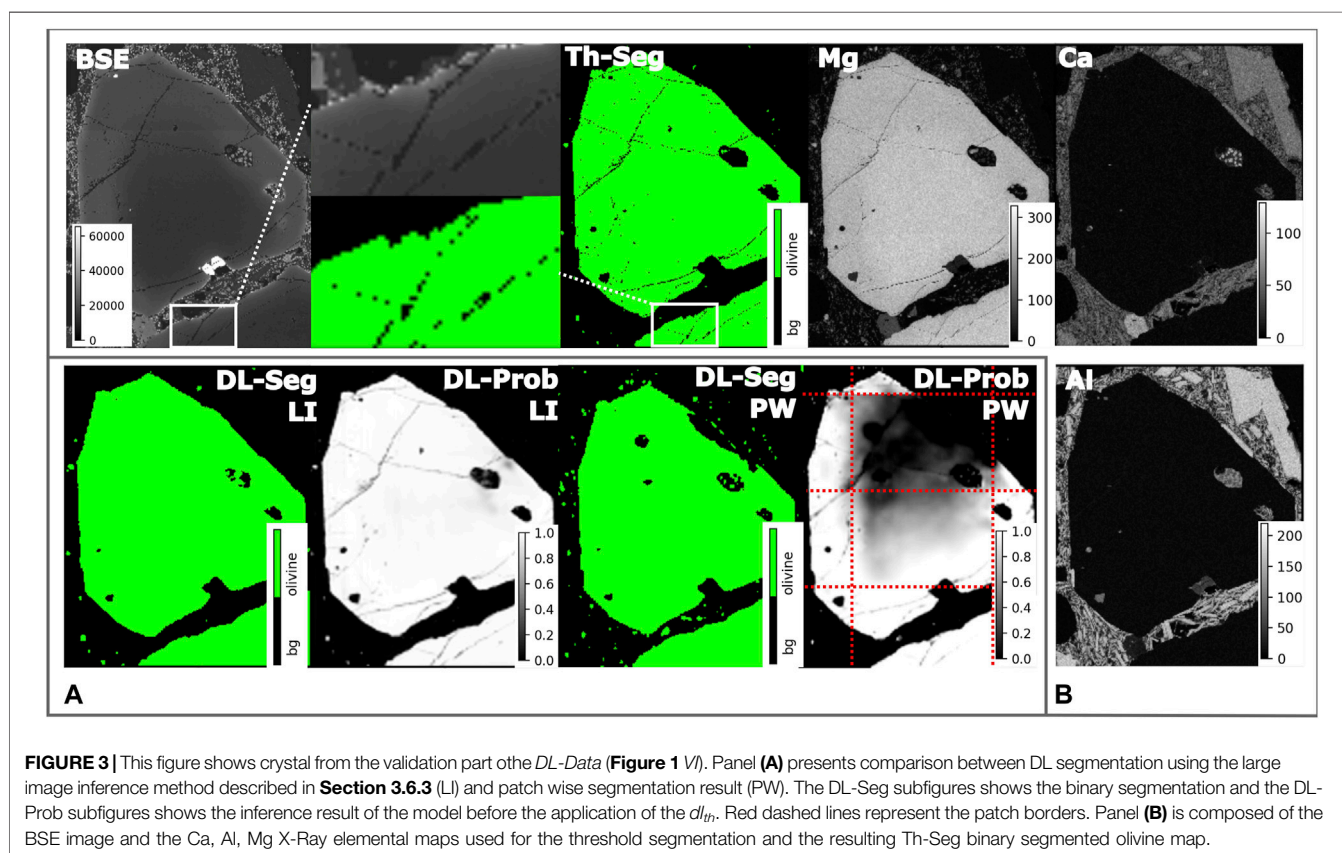 BSE
Th-Seg
Mg
Ca
60000
40000
20000
0
olivine
bg
300
200
100
0
100
50
0
DL-Seg
LI
DL-Prob
LI
DL-Seg
PW
DL-Prob
PW
Al
olivine
bg
1.0
0.8
0.6
0.4
0.2
0.0
olivine
bg
1.0
0.8
0.6
0.4
0.2
0.0
200
150
100
50
0
A
B
FIGURE 3 | This figure shows crystal from the validation part othe DL-Data (Figure 1 VI). Panel (A) presents comparison between DL segmentation using the large
image inference method described in Section 3.6.3 (LI) and patch wise segmentation result (PW). The DL-Seg subfigures shows the binary segmentation and the DL-
Prob subfigures shows the inference result of the model before the application of the dlth. Red dashed lines represent the patch borders. Panel (B) is composed of the
BSE image and the Ca, Al, Mg X-Ray elemental maps used for the threshold segmentation and the resulting Th-Seg binary segmented olivine map.